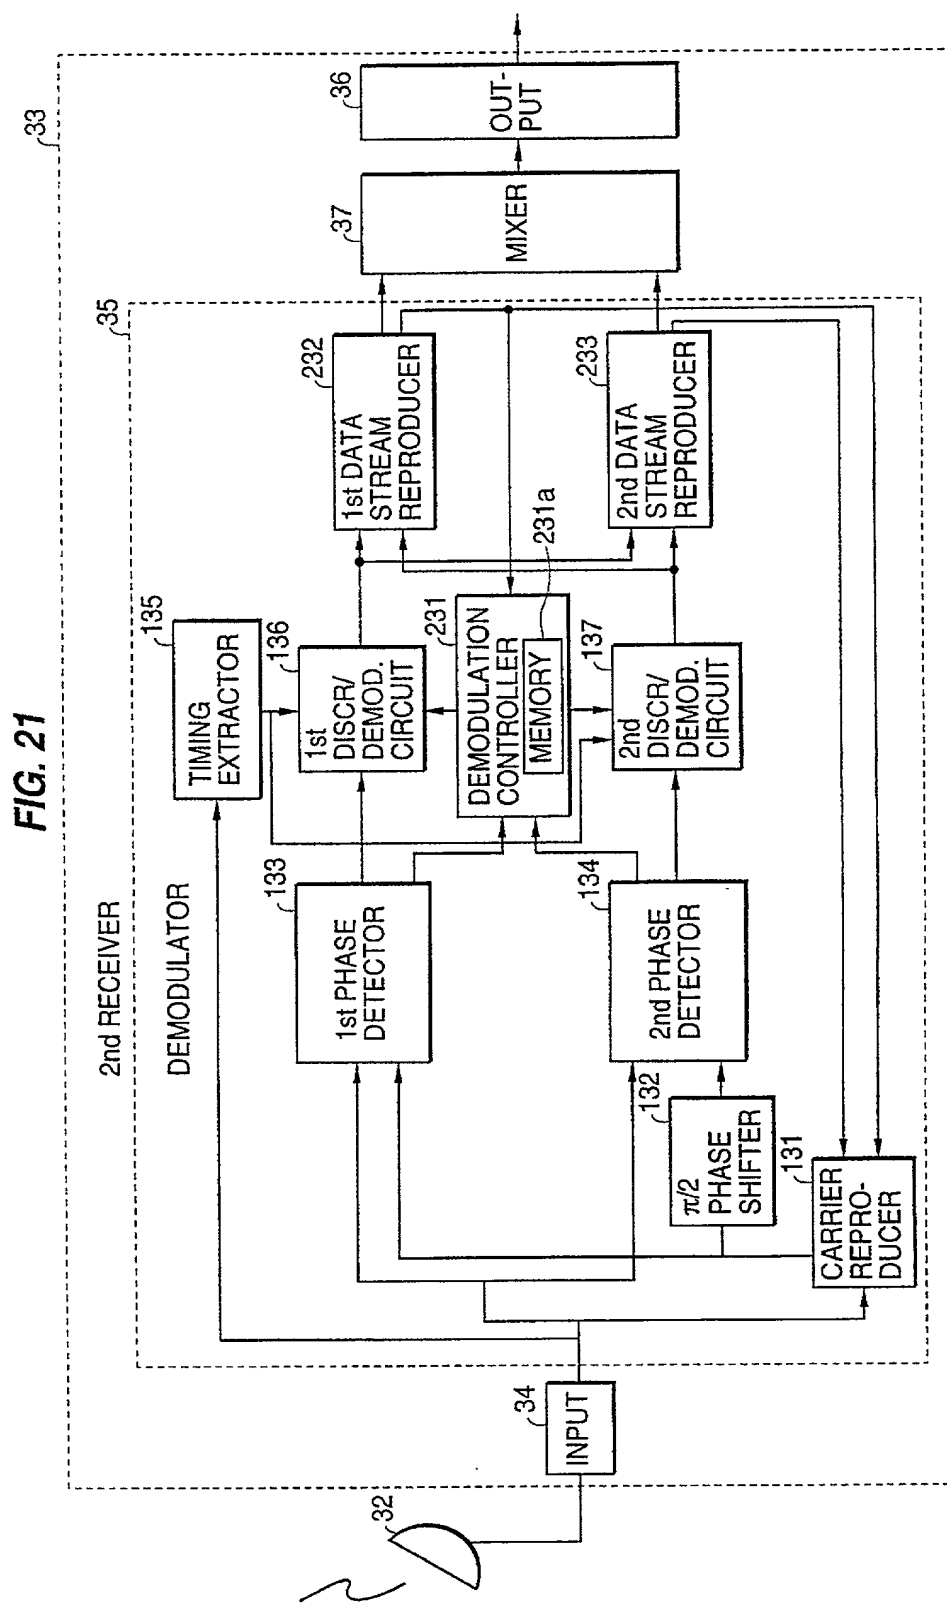 FIG. 21
33
2nd RECEIVER
35
DEMODULATOR
32
34
INPUT
135
TIMING
EXTRACTOR
133
1st PHASE
DETECTOR
136
1st
DISCR/
DEMOD.
CIRCUIT
232
1st DATA
STREAM
REPRODUCER
37
MIXER
36
OUT-
PUT
231
DEMODULATION
CONTROLLER
MEMORY
231a
134
2nd PHASE
DETECTOR
137
2nd
DISCR/
DEMOD.
CIRCUIT
233
2nd DATA
STREAM
REPRODUCER
132
π/2
PHASE
SHIFTER
131
CARRIER
REPRO-
DUCER